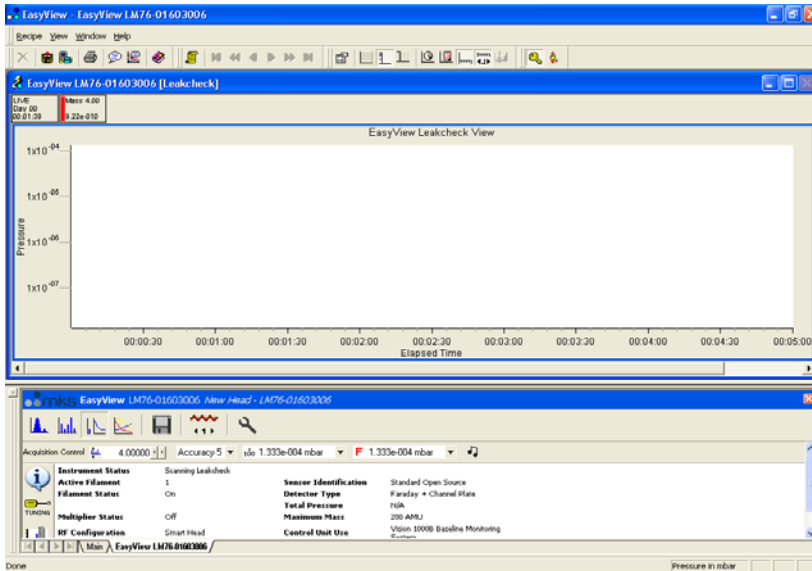 EasyView - EasyView LM76-01603006
Recipe View Window Help
EasyView LM76-01603006 [Leakcheck]
LIVE
Day 00
00:01:39
Mass 4.00
9.22e-010
EasyView Leakcheck View
Pressure
1x10-04
1x10-05
1x10-06
1x10-07
00:00:30 00:01:00 00:01:30 00:02:00 00:02:30 00:03:00 00:03:30 00:04:00 00:04:30 00:05:00
Elapsed Time
mks EasyView LM76-01603006 New Head - LM76-01603006
Acquisition Control 4.00000 Accuracy 5 1.333e-004 mbar F 1.333e-004 mbar
Instrument Status Scanning Leakcheck
Active Filament 1 Sensor Identification Standard Open Source
Filament Status On Detector Type Faraday + Channel Plate
Total Pressure N/A
TUNING
Multiplier Status Off Maximum Mass 200 AMU
RF Configuration Smart Head Control Unit Use Vision 1000B Baseline Monitoring
System
Main EasyView LM76-01603006
Done Pressure in mbar